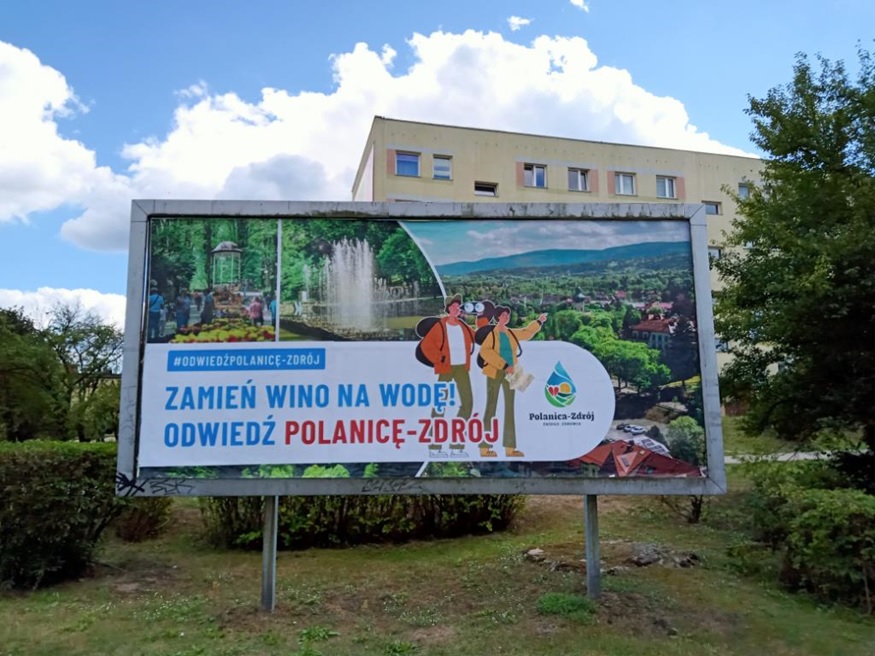 #ODWIEDŹPOLANICĘ-ZDRÓJ
ZAMIEŃ WINO NA WODĘ!
ODWIEDŹ POLANICĘ-ZDRÓJ
Polanica-Zdrój